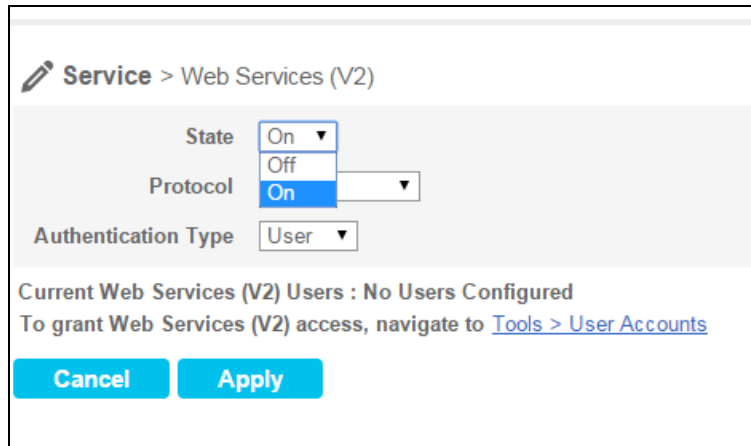 Service > Web Services (V2)
State On
Off
Protocol On
Authentication Type User
Current Web Services (V2) Users : No Users Configured
To grant Web Services (V2) access, navigate to Tools > User Accounts
Cancel Apply